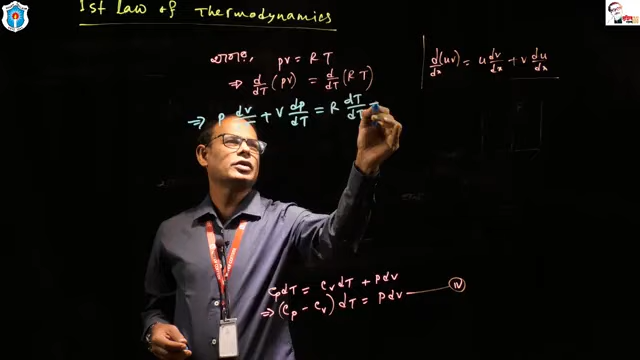 1st Law of Thermodynamics
আবার, PV = RT
⇒ d/dT (PV) = d/dT (RT)
d/dx (uv) = u dv/dx + v du/dx
⇒ P dv/dT + V dp/dT = R dT/dT
CpdT = CvdT + Pdv
⇒ (Cp − Cv) dT = Pdv — IV